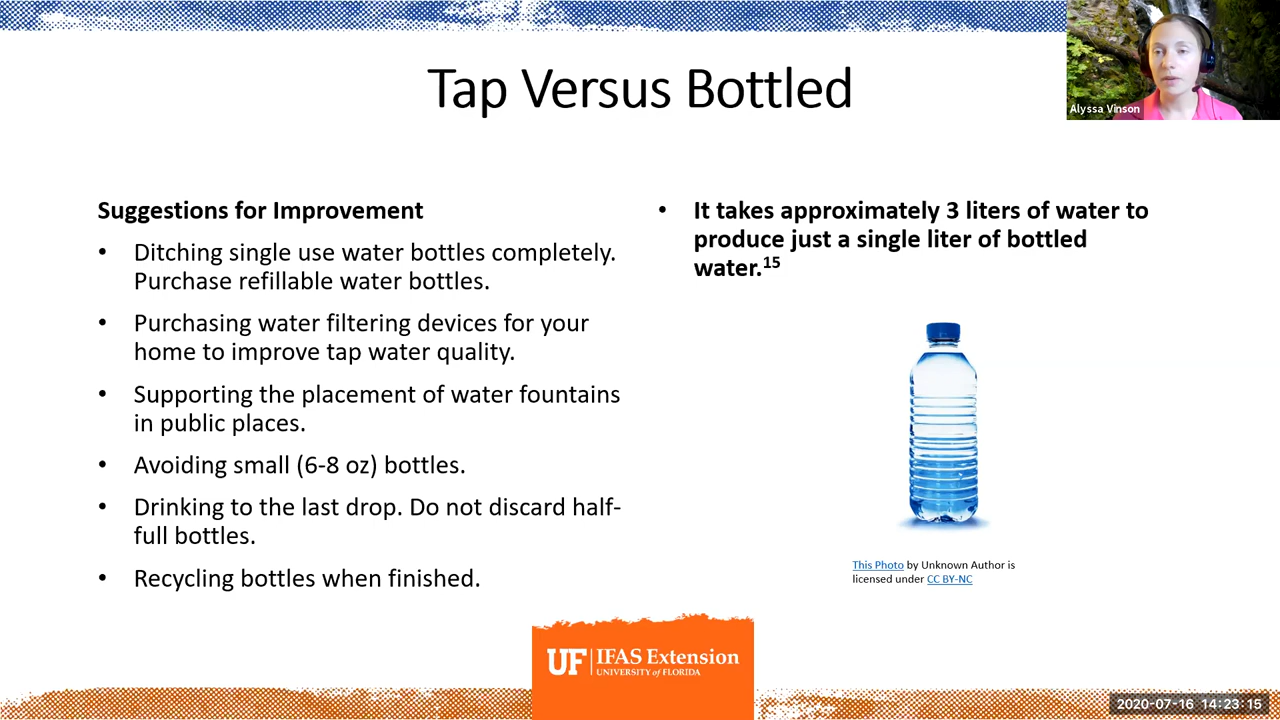 Tap Versus Bottled
Alyssa Vinson
Suggestions for Improvement
• Ditching single use water bottles completely.
Purchase refillable water bottles.
• Purchasing water filtering devices for your
home to improve tap water quality.
• Supporting the placement of water fountains
in public places.
• Avoiding small (6-8 oz) bottles.
• Drinking to the last drop. Do not discard half-
full bottles.
• Recycling bottles when finished.
• It takes approximately 3 liters of water to
produce just a single liter of bottled
water.15
This Photo by Unknown Author is
licensed under CC BY-NC
UF IFAS Extension
UNIVERSITY of FLORIDA
2020-07-16 14:23:15